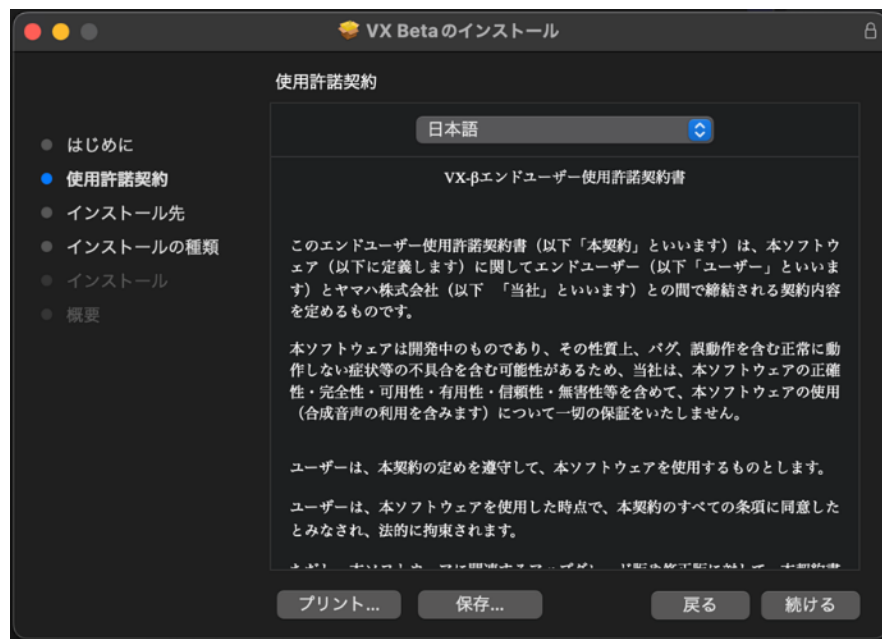 VX Betaのインストール
使用許諾契約
はじめに
使用許諾契約
インストール先
インストールの種類
インストール
概要
日本語
VX-βエンドユーザー使用許諾契約書
このエンドユーザー使用許諾契約書（以下「本契約」といいます）は、本ソフトウ
ェア（以下に定義します）に関してエンドユーザー（以下「ユーザー」といいま
す）とヤマハ株式会社（以下 「当社」といいます）との間で締結される契約内容
を定めるものです。
本ソフトウェアは開発中のものであり、その性質上、バグ、誤動作を含む正常に動
作しない症状等の不具合を含む可能性があるため、当社は、本ソフトウェアの正確
性・完全性・可用性・有用性・信頼性・無害性等を含めて、本ソフトウェアの使用
（合成音声の利用を含みます）について一切の保証をいたしません。
ユーザーは、本契約の定めを遵守して、本ソフトウェアを使用するものとします。
ユーザーは、本ソフトウェアを使用した時点で、本契約のすべての条項に同意した
とみなされ、法的に拘束されます。
プリント...
保存...
戻る
続ける